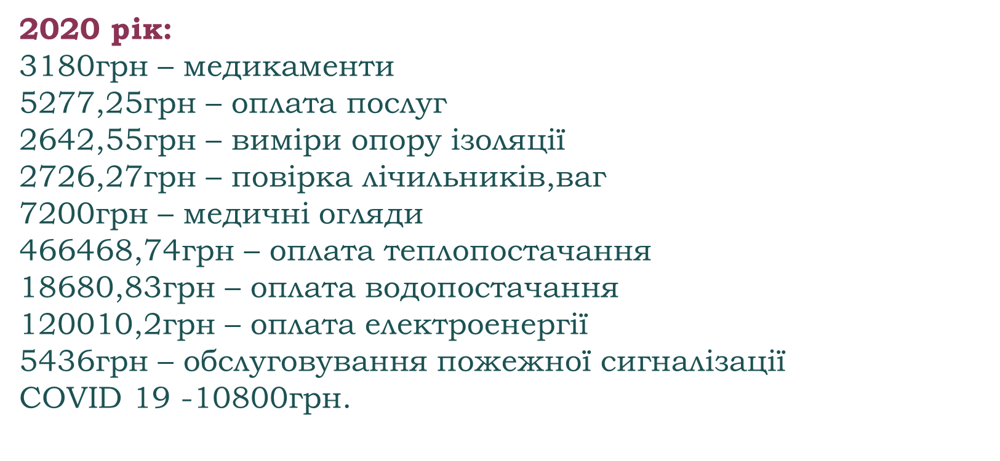 2020 рік:
3180грн – медикаменти
5277,25грн – оплата послуг
2642,55грн – виміри опору ізоляції
2726,27грн – повірка лічильників,ваг
7200грн – медичні огляди
466468,74грн – оплата теплопостачання
18680,83грн – оплата водопостачання
120010,2грн – оплата електроенергії
5436грн – обслуговування пожежної сигналізації
COVID 19 -10800грн.